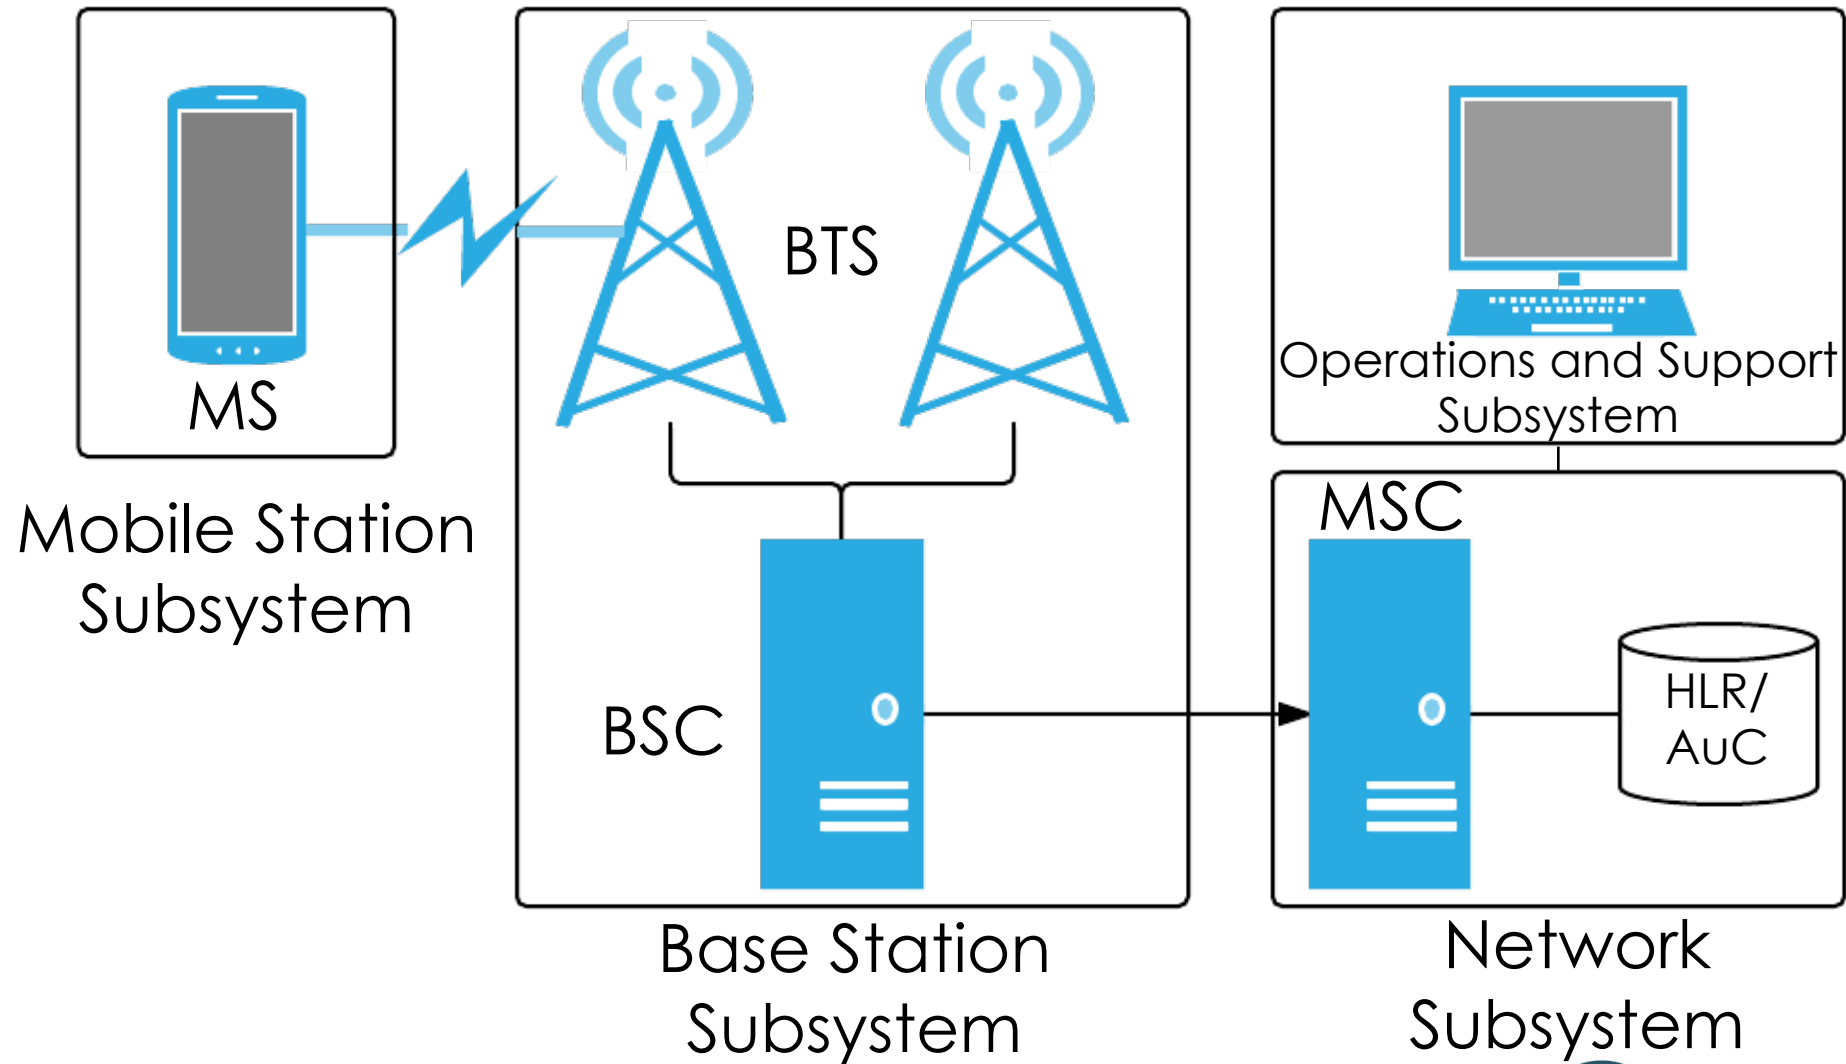 MS
Mobile Station
Subsystem
BTS
BSC
Base Station
Subsystem
Operations and Support
Subsystem
MSC
HLR/
AuC
Network
Subsystem